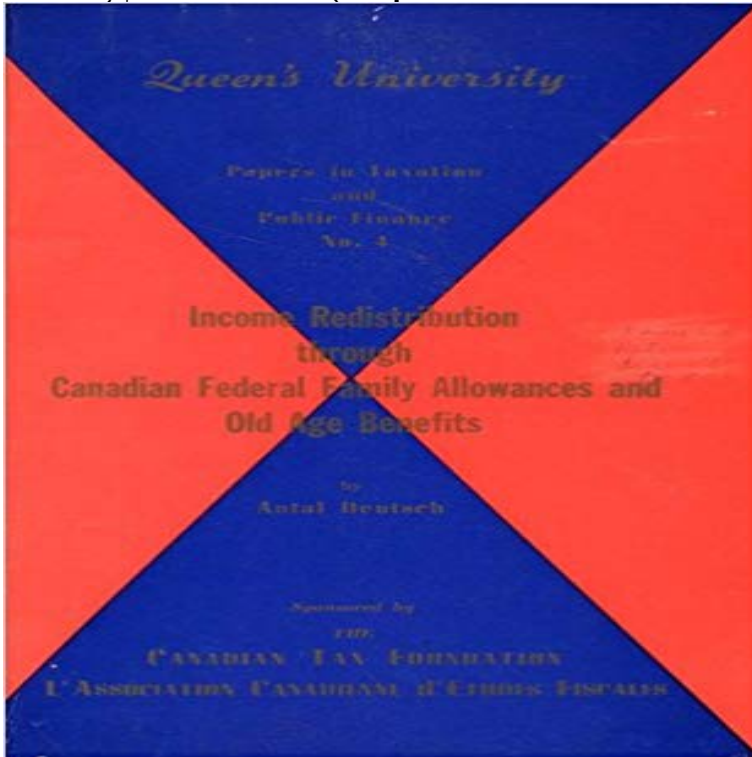 Queen's University
Papers in Taxation
and
Public Finance
No. 4
Income Redistribution
through
Canadian Federal Family Allowances and
Old Age Benefits
by
Antal Deutsch
Sponsored by
THE
CANADIAN TAX FOUNDATION
L'ASSOCIATION CANADIENNE d'ETUDES FISCALES